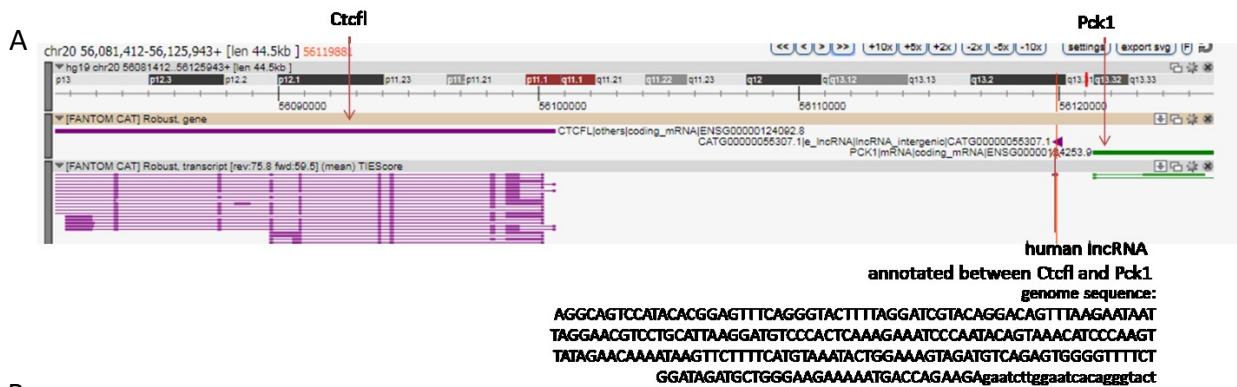 Ctcfl
Pck1
A
chr20 56,081,412-56,125,943+ [len 44.5kb ] 56119881
<< < > >> +10x +5x +2x -2x -5x -10x settings export svg F
hg19 chr20 56081412..56125943+ [len 44.5kb ]
p13 p12.3 p12.2 p12.1 p11.23 p11.21 p11.1 q11.1 q11.21 q11.22 q11.23 q12 q13.12 q13.13 q13.2 q13.32 q13.33
56090000 56100000 56110000 56120000
[FANTOM CAT] Robust, gene
CTCFL|others|coding_mRNA|ENSG00000124092.8
CATG00000055307.1|e_lncRNA|lncRNA_intergenic|CATG00000055307.1
PCK1|mRNA|coding_mRNA|ENSG00000124253.9
[FANTOM CAT] Robust, transcript [rev:75.8 fwd:59.5] (mean) TIEScore
human lncRNA
annotated between Ctcfl and Pck1
genome sequence:
AGGCAGTCCATACACGGAGTTTCAGGGTACTTTTAGGATCGTACAGGACAGTTTAAGAATAAT
TAGGAACGTCCTGCATTAAGGATGTCCCACTCAAAGAAATCCCAATACAGTAAACATCCCAAGT
TATAGAACAAAATAAGTTCTTTTCATGTAAATACTGGAAAGTAGATGTCAGAGTGGGGTTTTCT
GGATAGATGCTGGGAAGAAAAATGACCAGAAGAgaatcttggaatcacagggtact